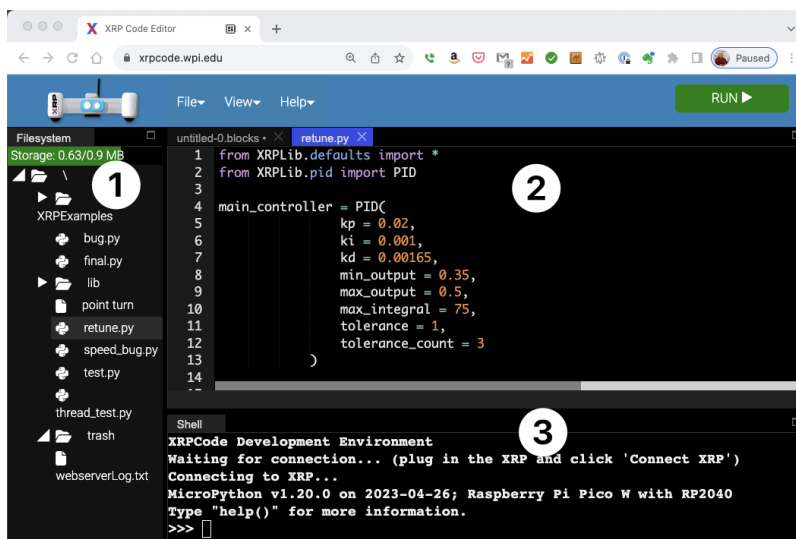 XRP Code Editor
xrpcode.wpi.edu
Paused
XRP
File View Help
RUN
Filesystem
Storage: 0.63/0.9 MB
\
XRPExamples
bug.py
final.py
lib
point turn
retune.py
speed_bug.py
test.py
thread_test.py
trash
webserverLog.txt
1
untitled-0.blocks • retune.py
1 from XRPLib.defaults import *
2 from XRPLib.pid import PID
3
4 main_controller = PID(
5 kp = 0.02,
6 ki = 0.001,
7 kd = 0.00165,
8 min_output = 0.35,
9 max_output = 0.5,
10 max_integral = 75,
11 tolerance = 1,
12 tolerance_count = 3
13 )
14
2
Shell
3
XRPCode Development Environment
Waiting for connection... (plug in the XRP and click 'Connect XRP')
Connecting to XRP...
MicroPython v1.20.0 on 2023-04-26; Raspberry Pi Pico W with RP2040
Type "help()" for more information.
>>>